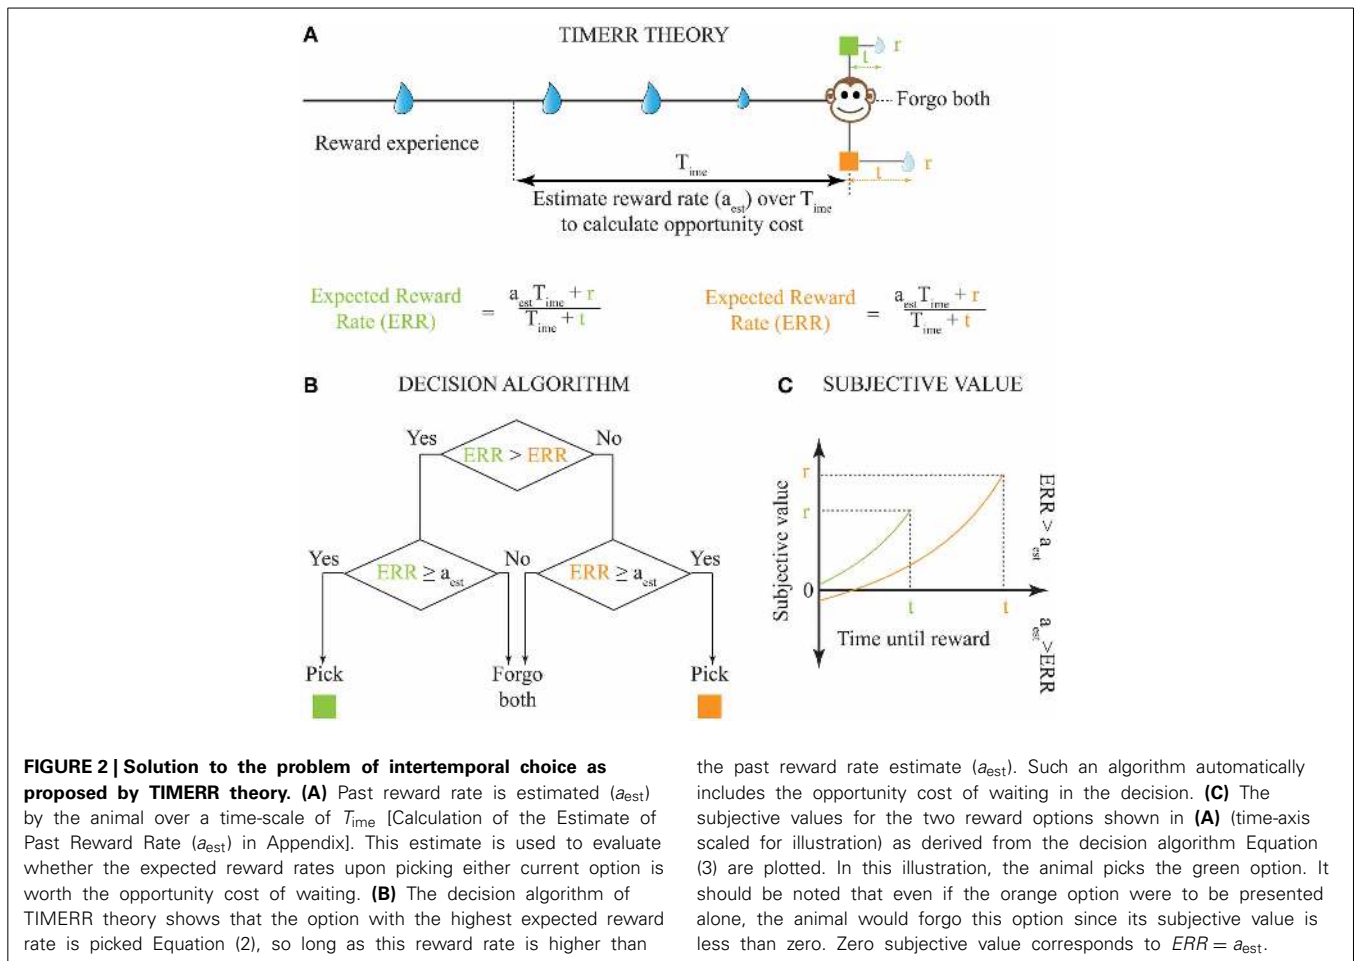 A
TIMERR THEORY
r
t
Forgo both
Reward experience
T_ime
t
r
Estimate reward rate (a_est) over T_ime
to calculate opportunity cost
Expected Reward
Rate (ERR)
=
a_est T_ime + r
T_ime + t
Expected Reward
Rate (ERR)
=
a_est T_ime + r
T_ime + t
B
DECISION ALGORITHM
Yes
No
ERR > ERR
Yes
ERR ≥ a_est
No
ERR ≥ a_est
Yes
Pick
Forgo
both
Pick
C
SUBJECTIVE VALUE
Subjective value
r
r
0
t
t
Time until reward
ERR > a_est
a_est>ERR
FIGURE 2 | Solution to the problem of intertemporal choice as
proposed by TIMERR theory. (A) Past reward rate is estimated (a_est)
by the animal over a time-scale of T_ime [Calculation of the Estimate of
Past Reward Rate (a_est) in Appendix]. This estimate is used to evaluate
whether the expected reward rates upon picking either current option is
worth the opportunity cost of waiting. (B) The decision algorithm of
TIMERR theory shows that the option with the highest expected reward
rate is picked Equation (2), so long as this reward rate is higher than
the past reward rate estimate (a_est). Such an algorithm automatically
includes the opportunity cost of waiting in the decision. (C) The
subjective values for the two reward options shown in (A) (time-axis
scaled for illustration) as derived from the decision algorithm Equation
(3) are plotted. In this illustration, the animal picks the green option. It
should be noted that even if the orange option were to be presented
alone, the animal would forgo this option since its subjective value is
less than zero. Zero subjective value corresponds to ERR = a_est.